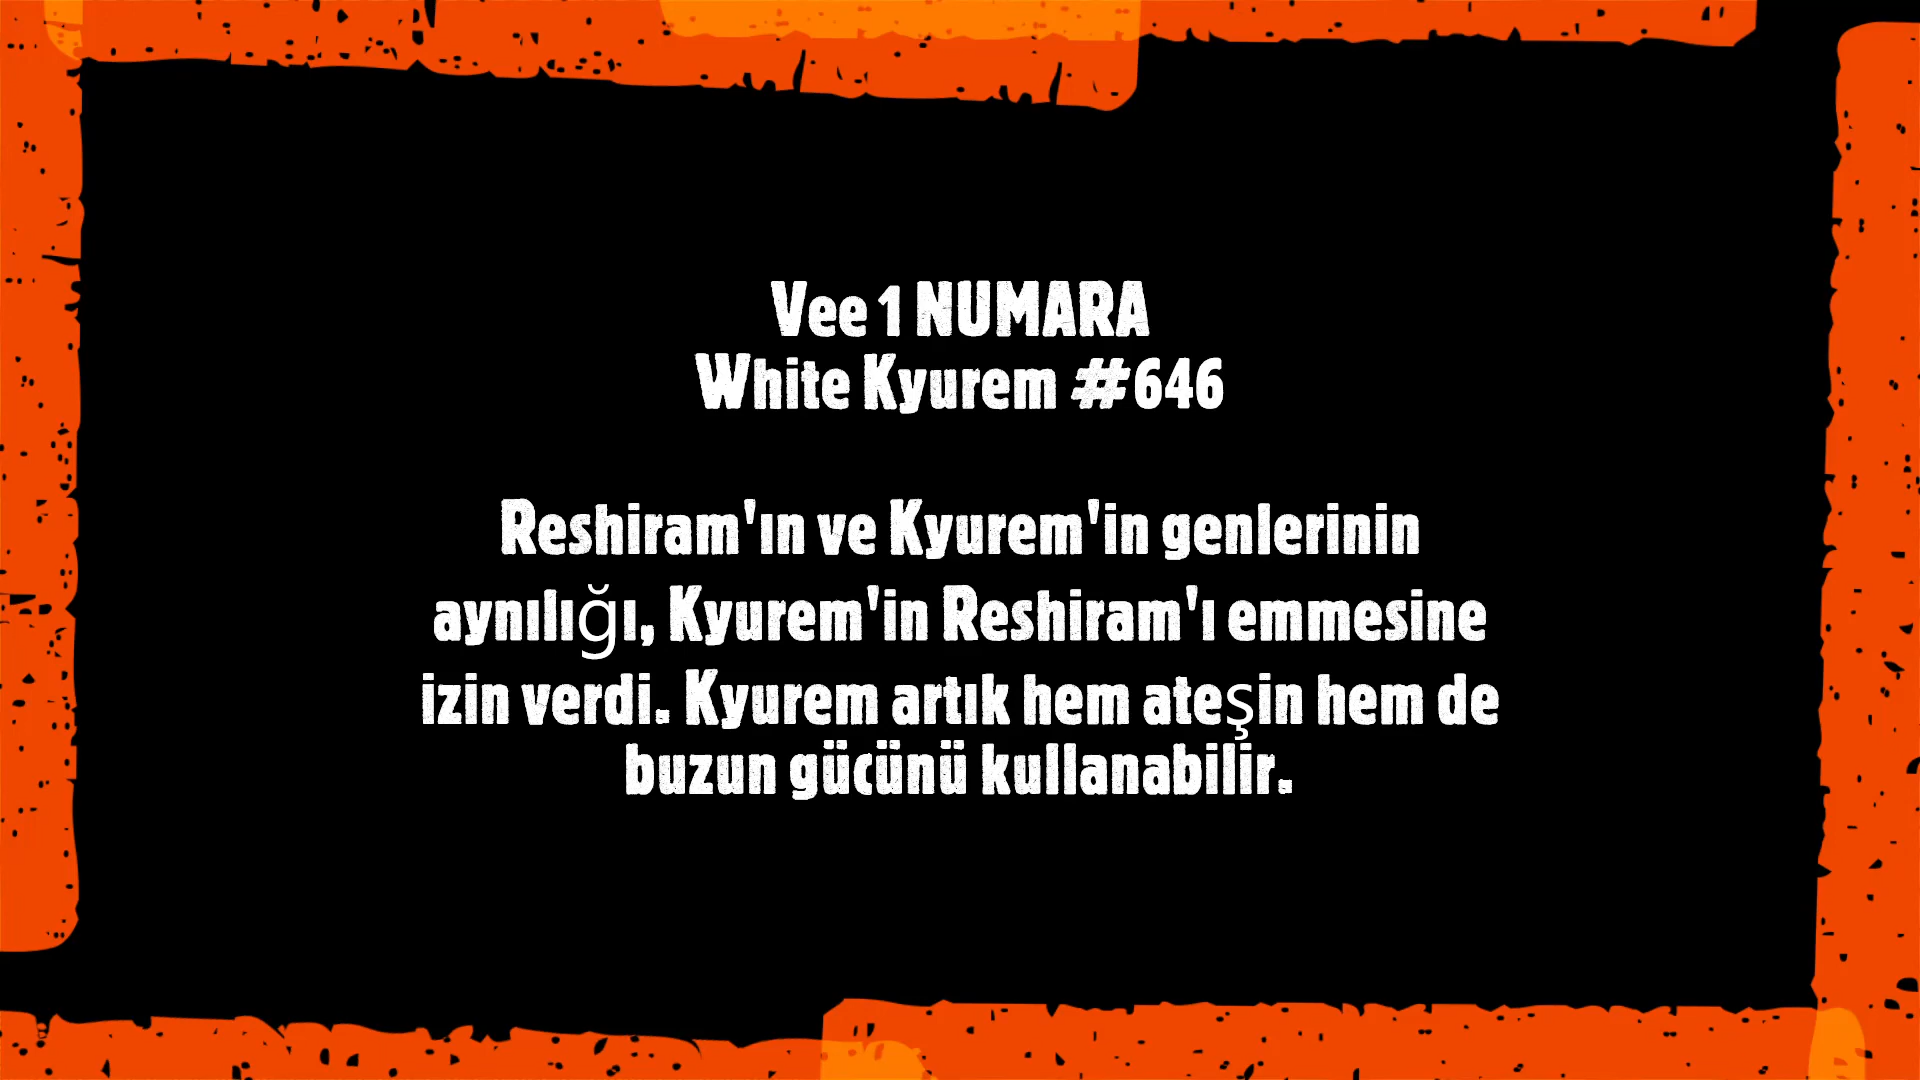 Vee 1 NUMARA
White Kyurem #646
Reshiram'ın ve Kyurem'in genlerinin
aynılığı, Kyurem'in Reshiram'ı emmesine
izin verdi. Kyurem artık hem ateşin hem de
buzun gücünü kullanabilir.